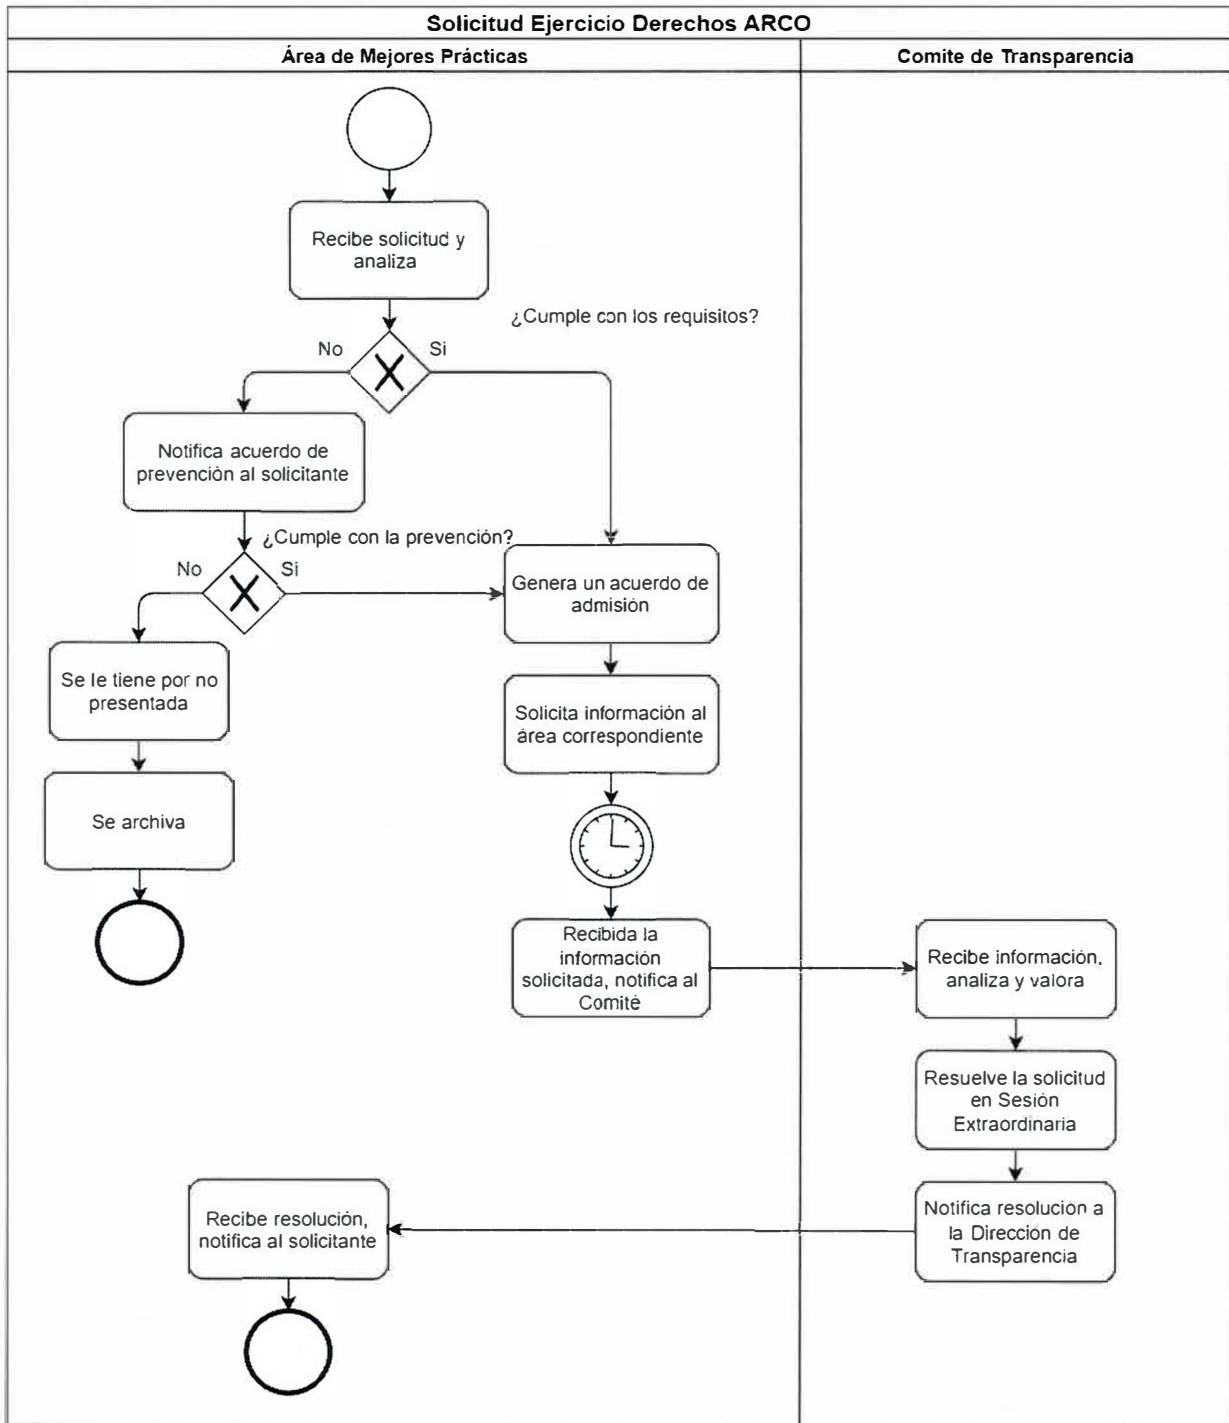 Solicitud Ejercicio Derechos ARCO
Área de Mejores Prácticas
Comite de Transparencia
Recibe solicitud y
analiza
¿Cumple con los requisitos?
No
Si
Notifica acuerdo de
prevención al solicitante
¿Cumple con la prevención?
No
Si
Genera un acuerdo de
admisión
Se le tiene por no
presentada
Solicita información al
área correspondiente
Se archiva
Recibida la
información
solicitada, notifica al
Comité
Recibe información,
analiza y valora
Resuelve la solicitud
en Sesión
Extraordinaria
Notifica resolución a
la Dirección de
Transparencia
Recibe resolución,
notifica al solicitante